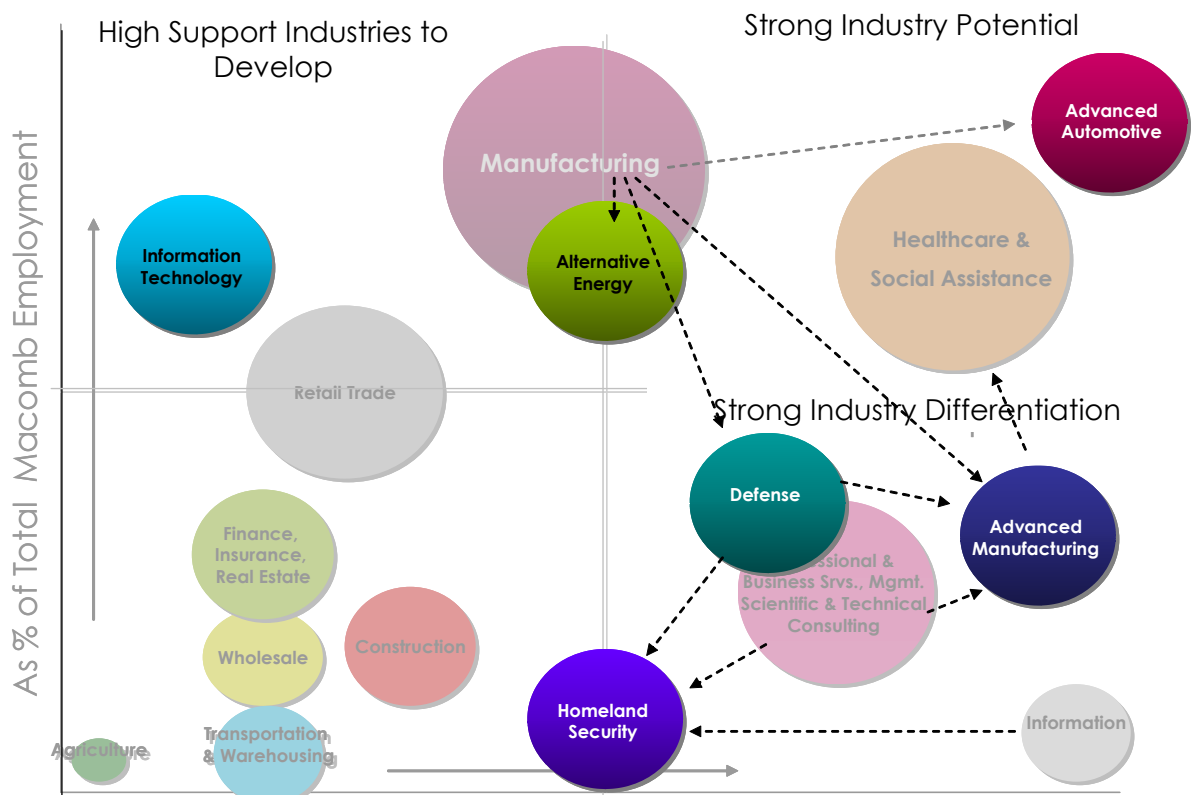 High Support Industries to
Develop
Strong Industry Potential
As % of Total Macomb Employment
Manufacturing
Advanced
Automotive
Information
Technology
Alternative
Energy
Healthcare &
Social Assistance
Retail Trade
Strong Industry Differentiation
Defense
Advanced
Manufacturing
Finance,
Insurance,
Real Estate
ssional &
Business Srvs., Mgmt.
Scientific & Technical
Consulting
Wholesale
Construction
Homeland
Security
Information
Agriculture
Transportation
& Warehousing